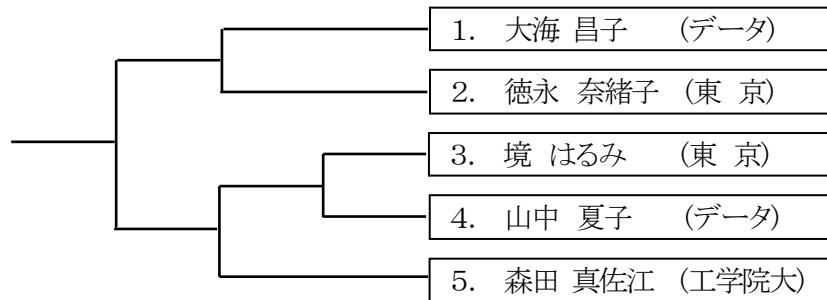 1. 大海 昌子 (データ)
2. 徳永 奈緒子 (東 京)
3. 境 はるみ (東 京)
4. 山中 夏子 (データ)
5. 森田 真佐江 (工学院大)